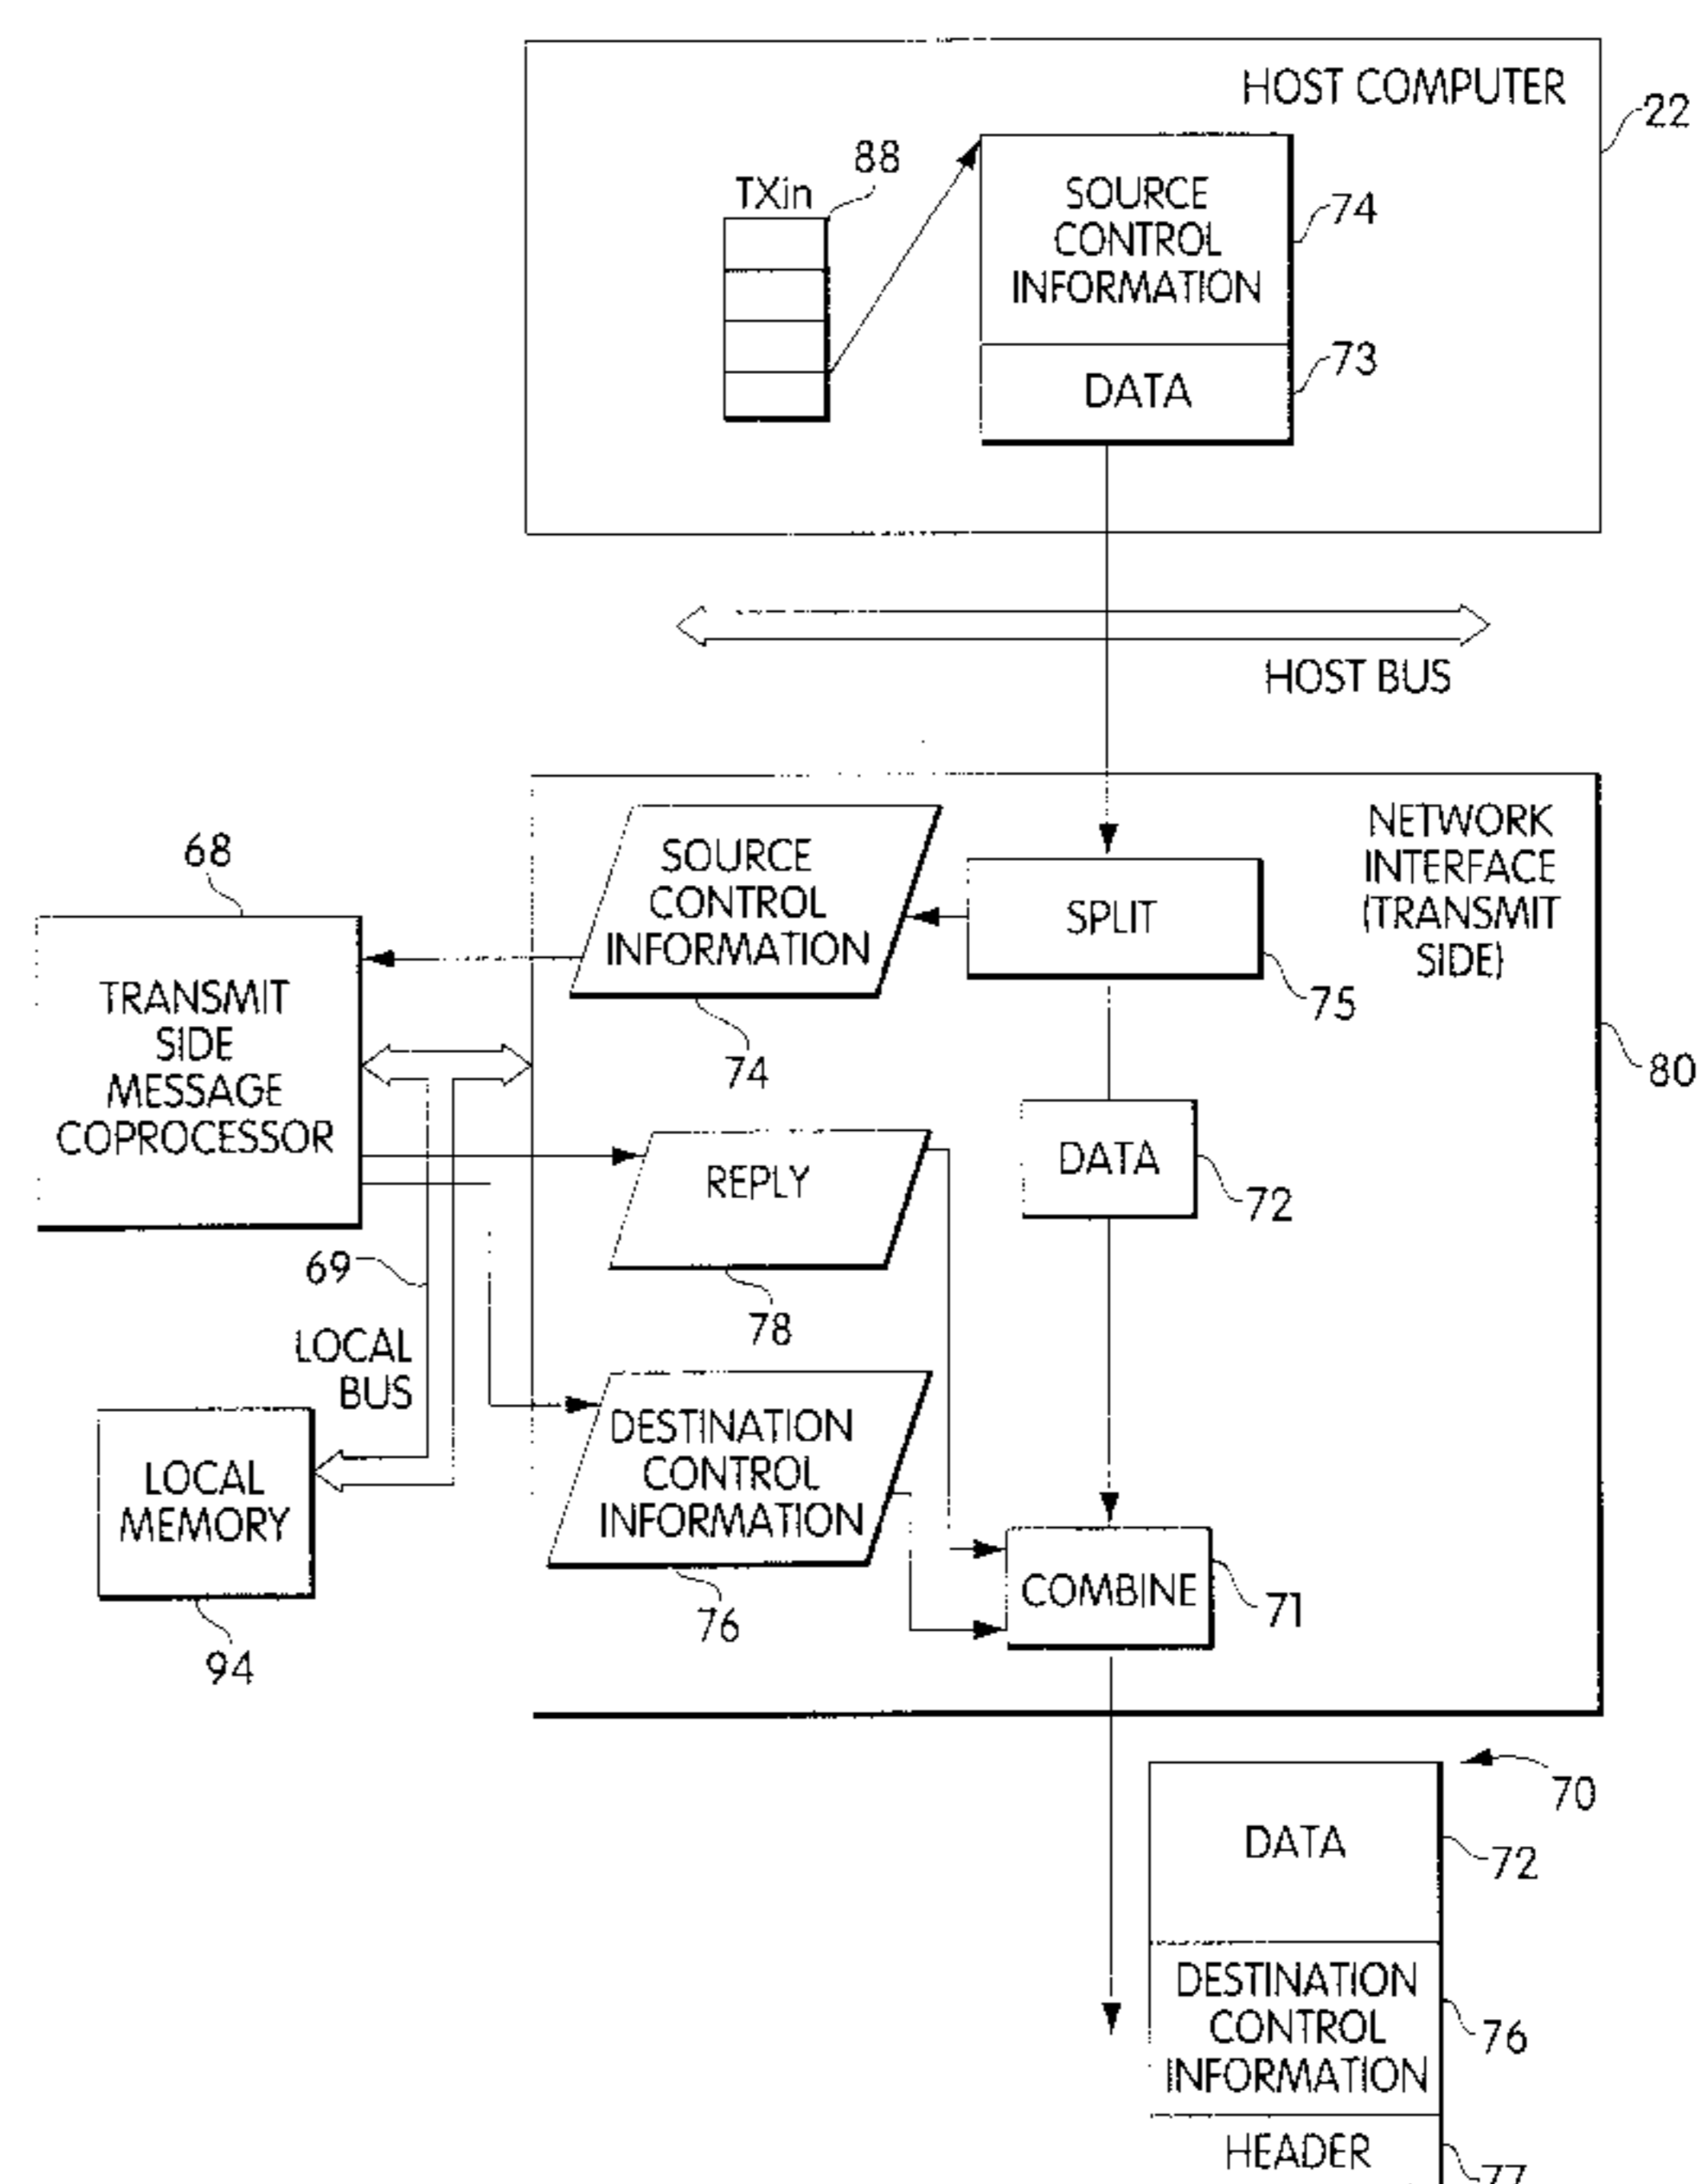 HOST COMPUTER
22
88
TXin
SOURCE
CONTROL
INFORMATION
74
73
DATA
HOST BUS
NETWORK
INTERFACE
(TRANSMIT
SIDE)
68
SOURCE
CONTROL
INFORMATION
SPLIT
75
74
80
TRANSMIT
SIDE
MESSAGE
COPROCESSOR
DATA
72
REPLY
78
69
LOCAL
BUS
DESTINATION
CONTROL
INFORMATION
76
LOCAL
MEMORY
94
COMBINE
71
70
DATA
72
DESTINATION
CONTROL
INFORMATION
76
HEADER
77